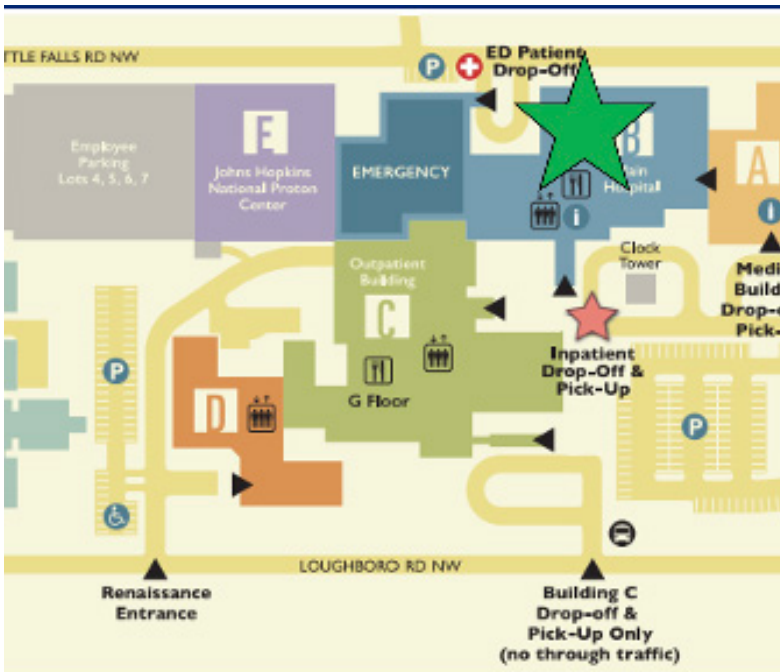 TTLE FALLS RD NW
P
ED Patient
Drop-Off
Employee
Parking
Lots 4, 5, 6, 7
E
Johns Hopkins
National Proton
Center
EMERGENCY
B
ain
Hospital
i
A
i
Clock
Tower
Outpatient
Building
C
G Floor
Medi
Build
Drop-o
Pick-
Inpatient
Drop-Off &
Pick-Up
P
D
P
LOUGHBORO RD NW
Renaissance
Entrance
Building C
Drop-off &
Pick-Up Only
(no through traffic)